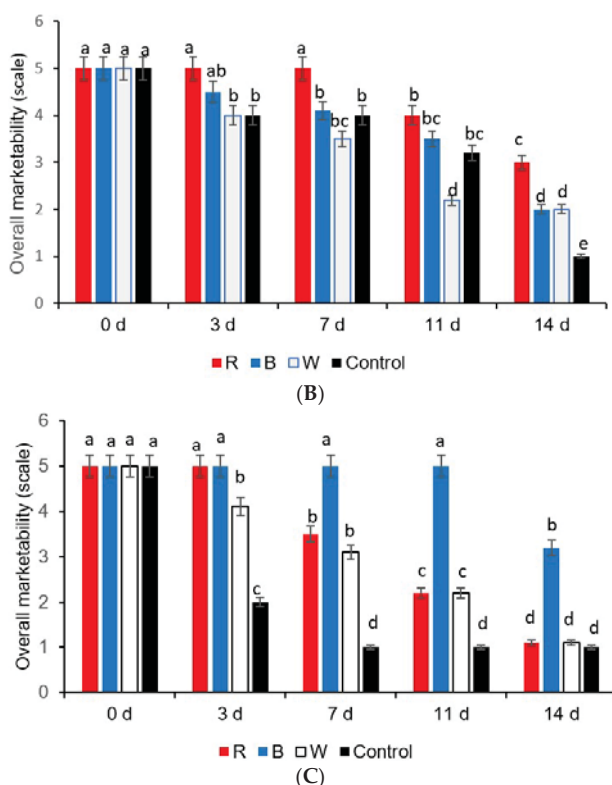 Overall marketability (scale)
6
5
4
3
2
1
0
a a a a
a ab b b
a b bc b
b bc d bc
c d d e
0 d 3 d 7 d 11 d 14 d
R B W Control
(B)
Overall marketability (scale)
6
5
4
3
2
1
0
a a a a
a a b c
b a b d
c a c d
d b d d
0 d 3 d 7 d 11 d 14 d
R B W Control
(C)